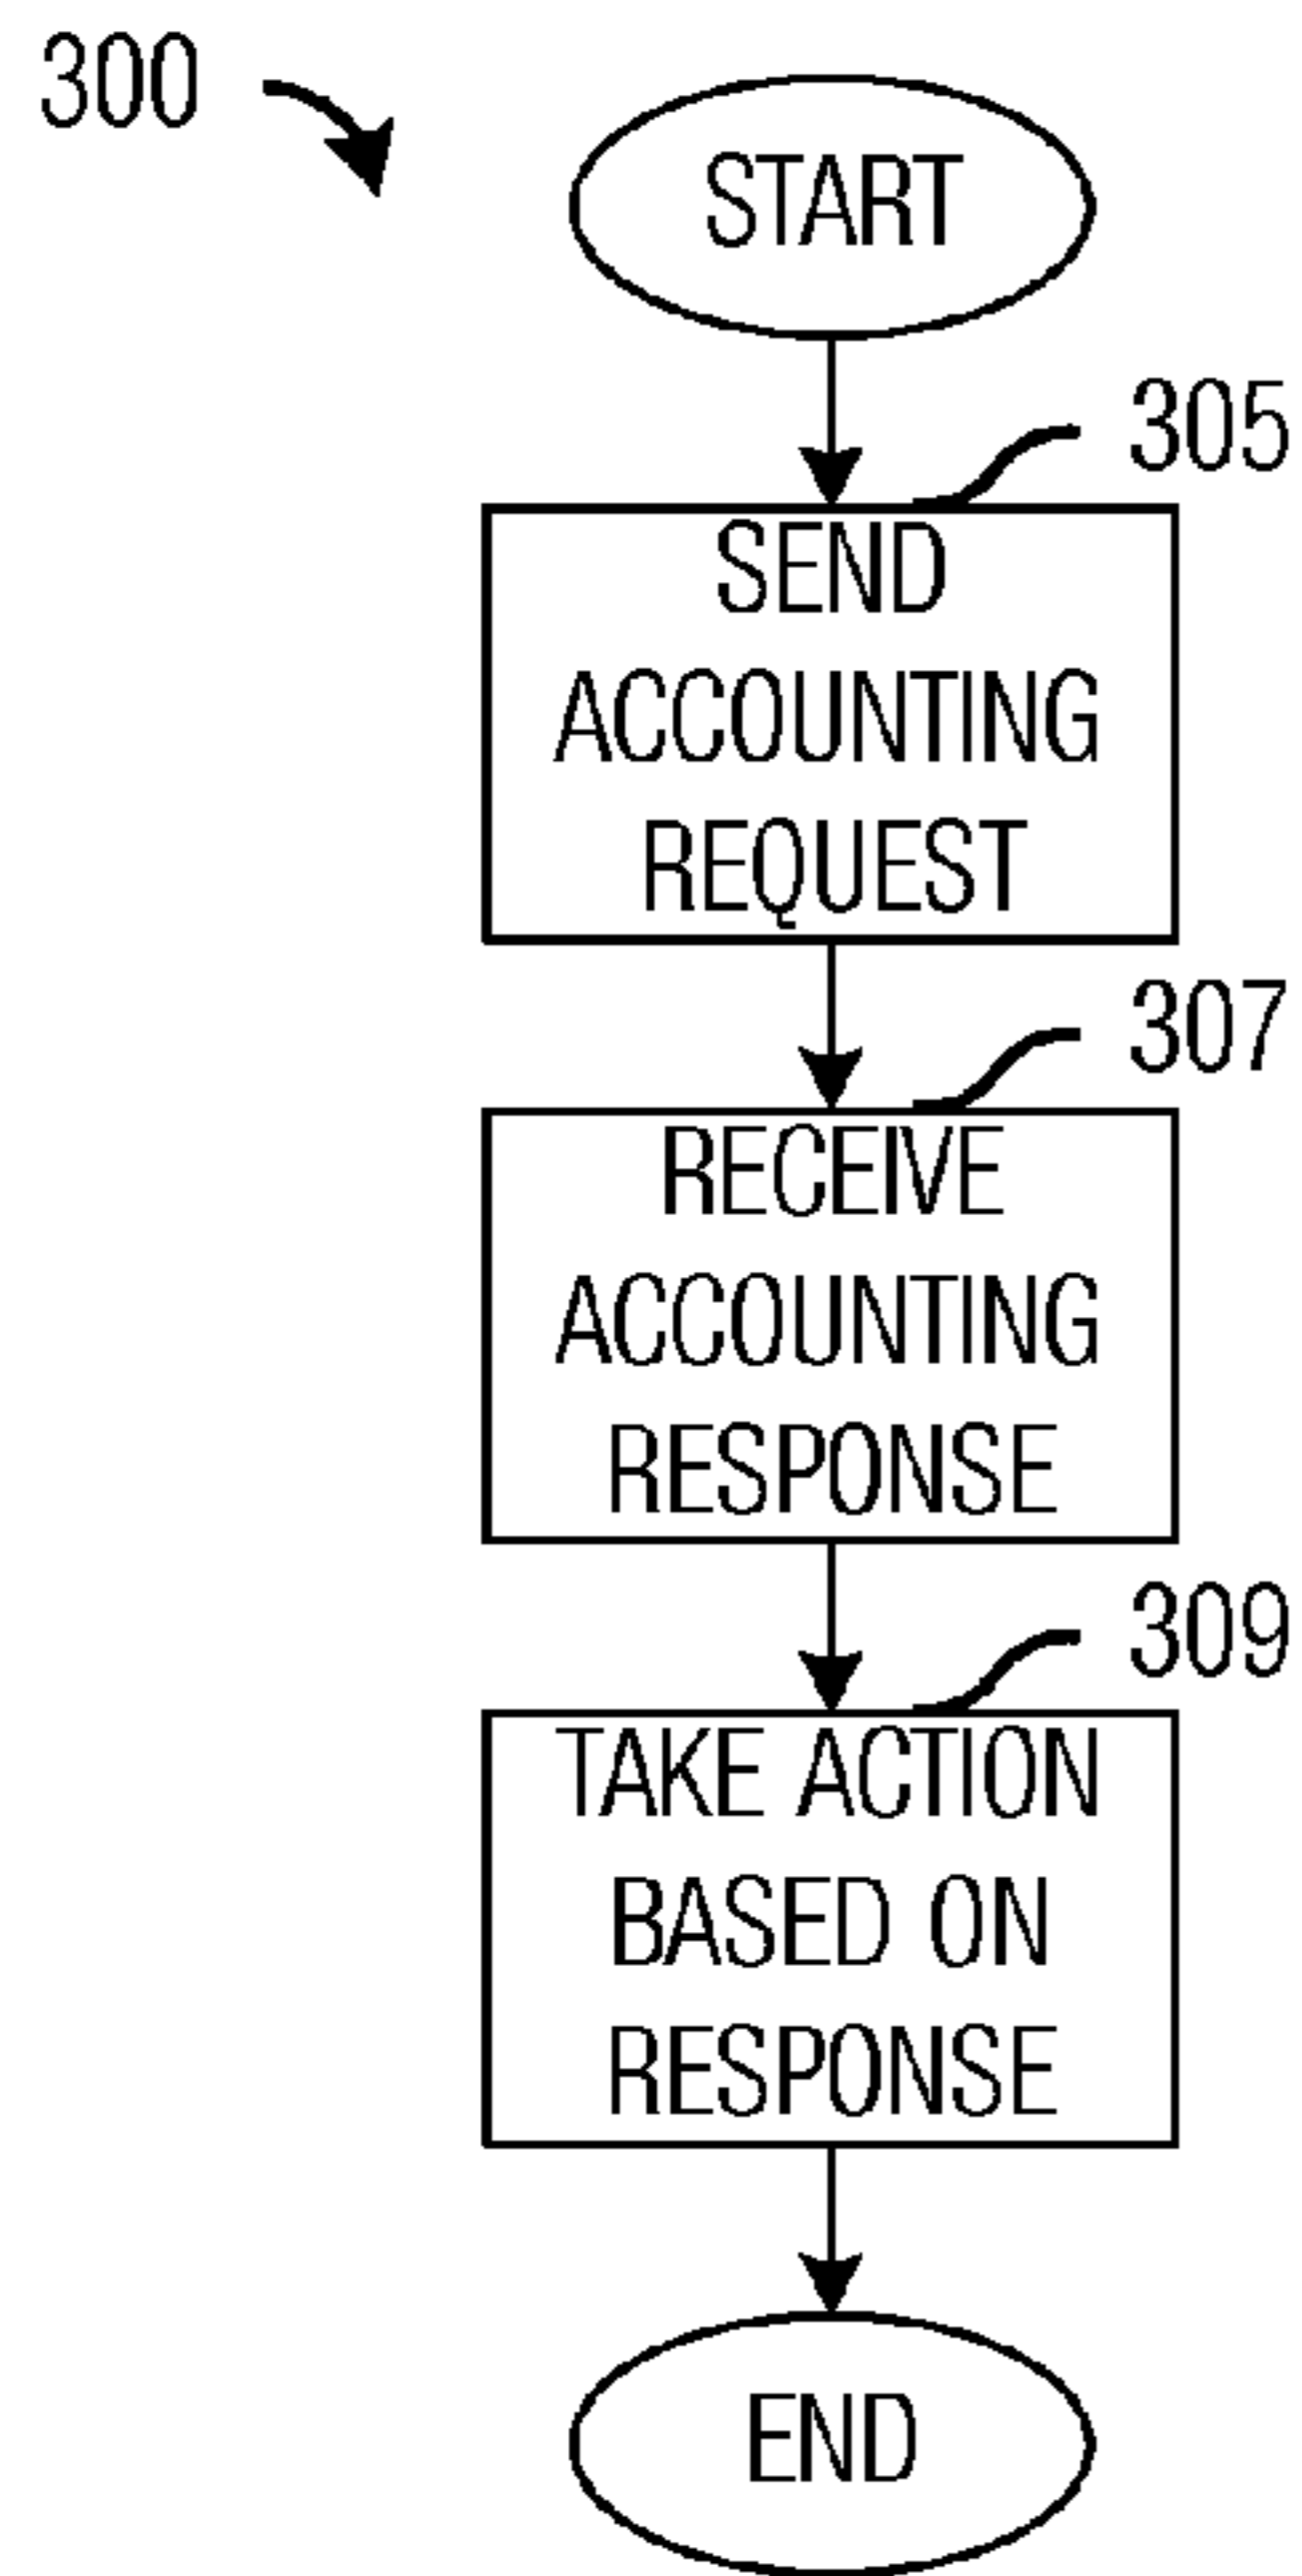 300
START
305
SEND
ACCOUNTING
REQUEST
307
RECEIVE
ACCOUNTING
RESPONSE
309
TAKE ACTION
BASED ON
RESPONSE
END